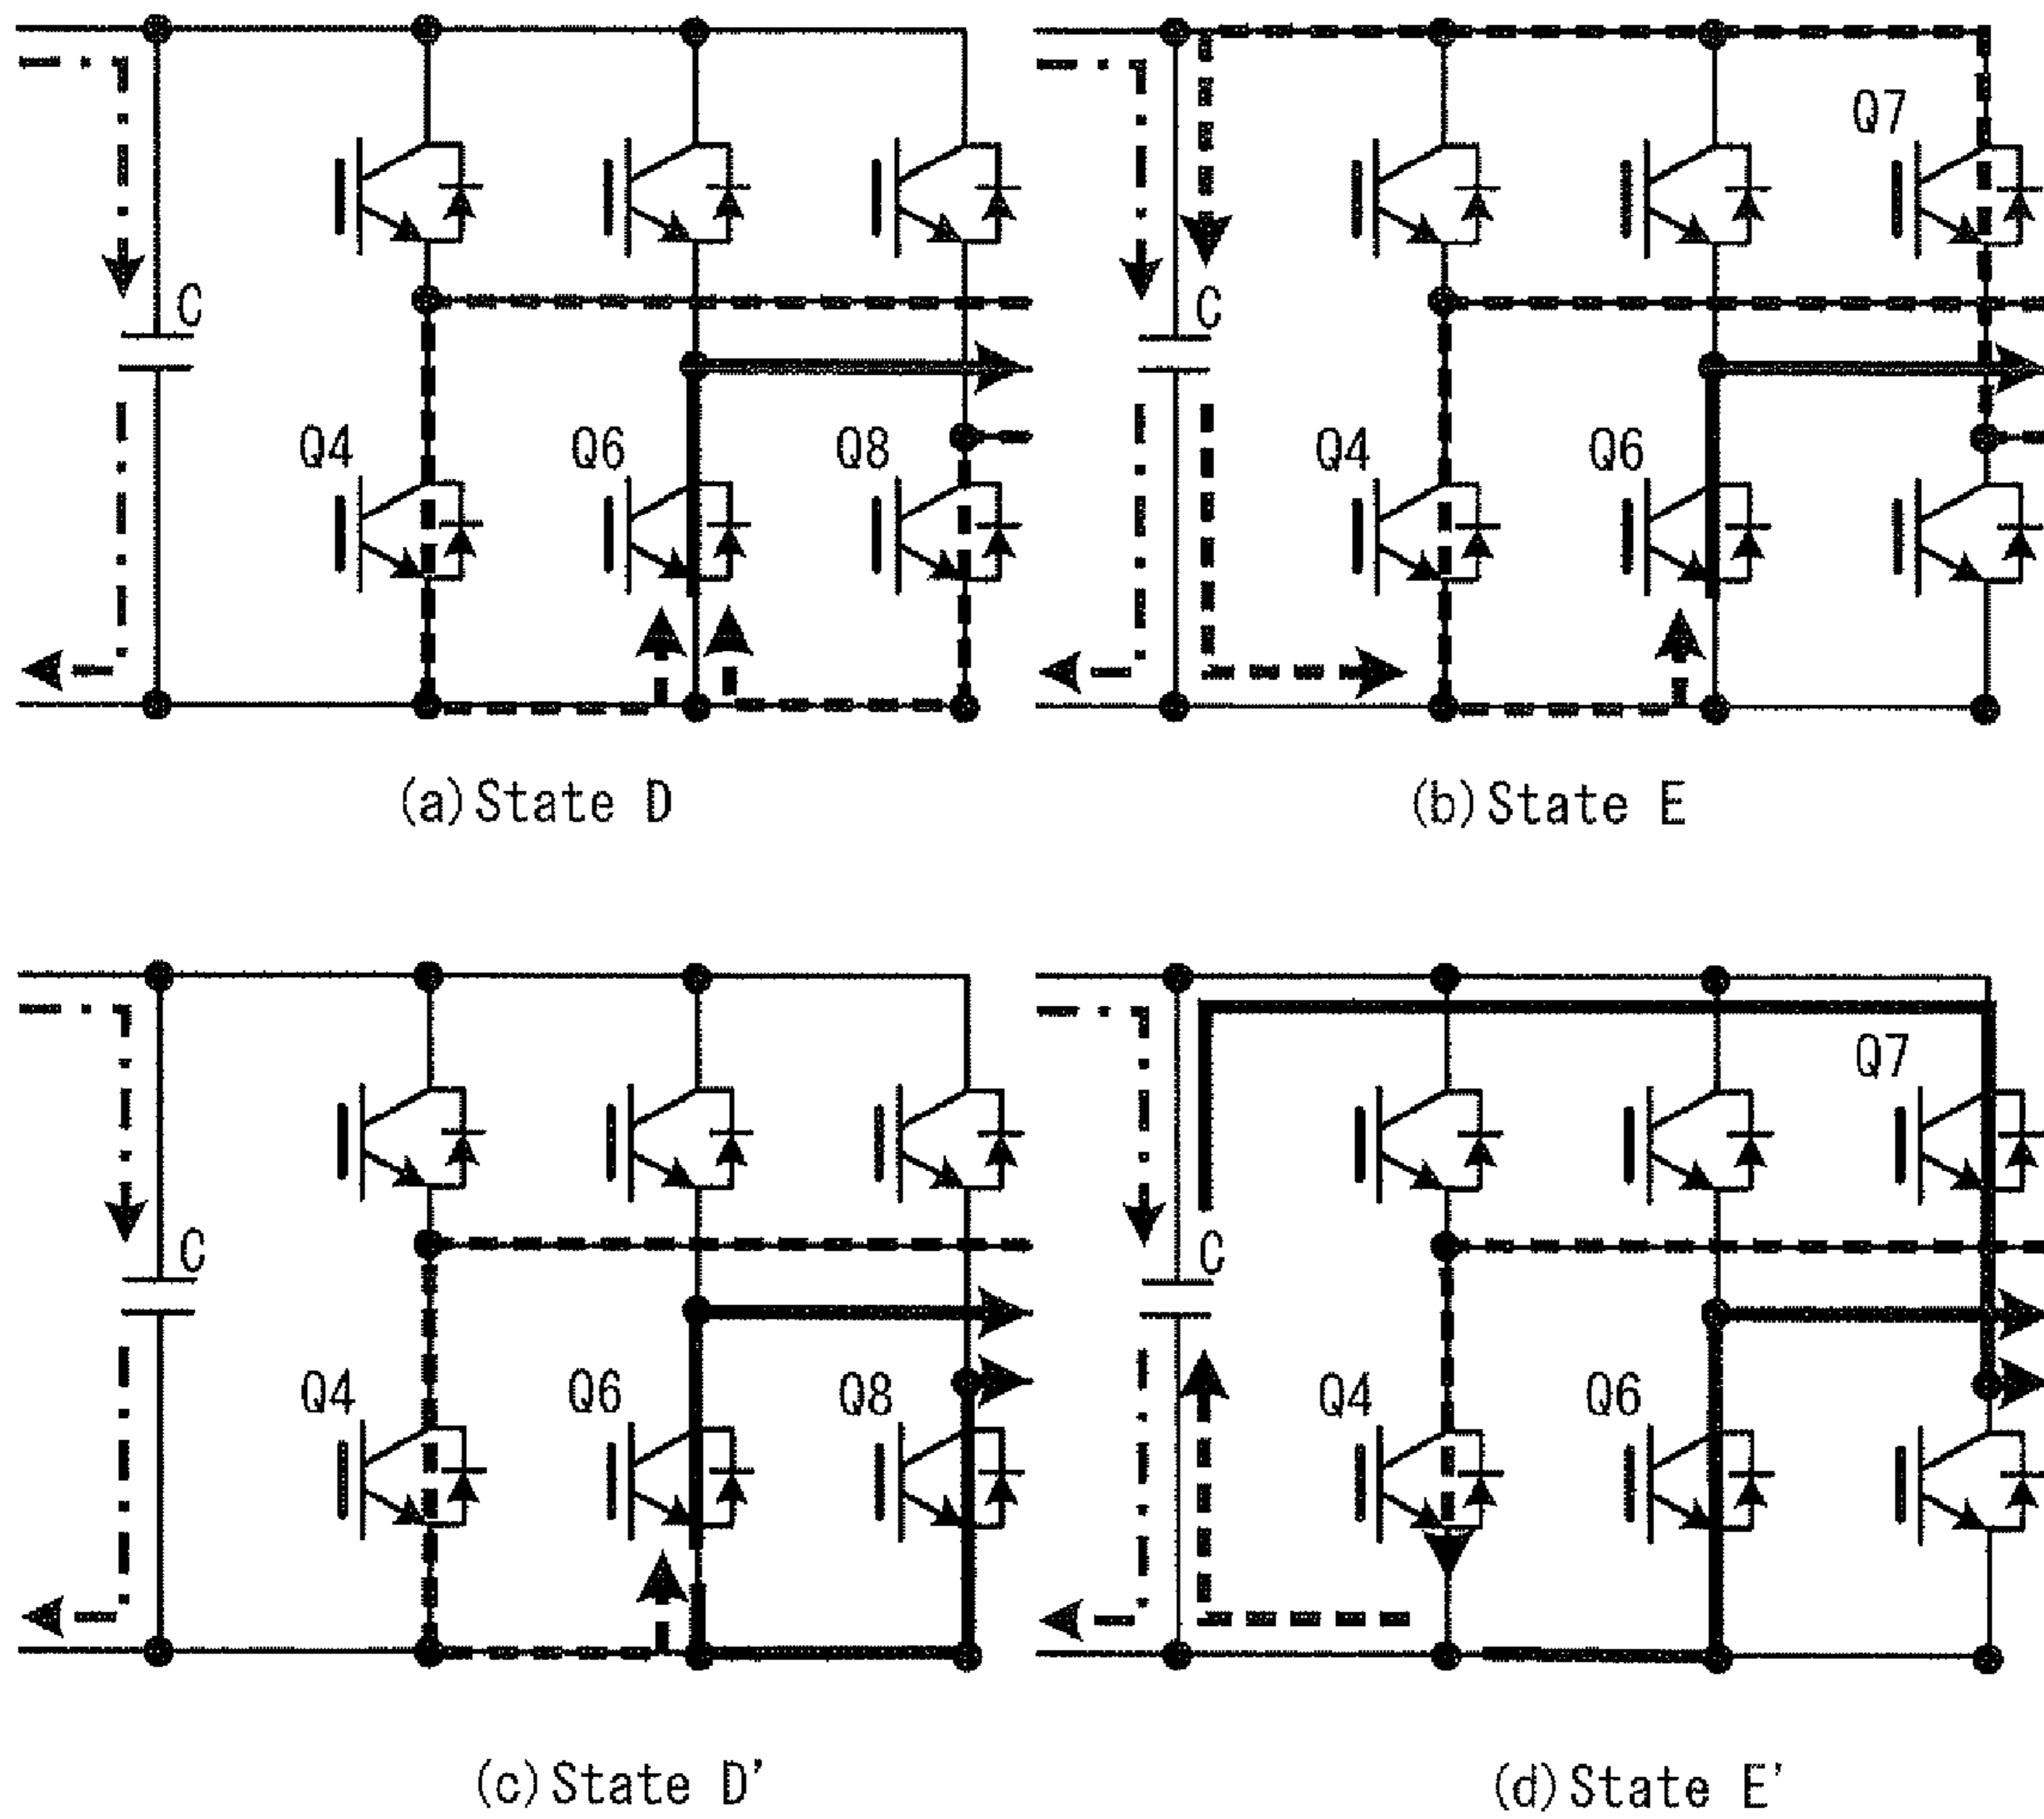 C
Q4 Q6 Q8
(a)State D
Q7
C
Q4 Q6
(b)State E
C
Q4 Q6 Q8
(c)State D'
Q7
C
Q4 Q6
(d)State E'